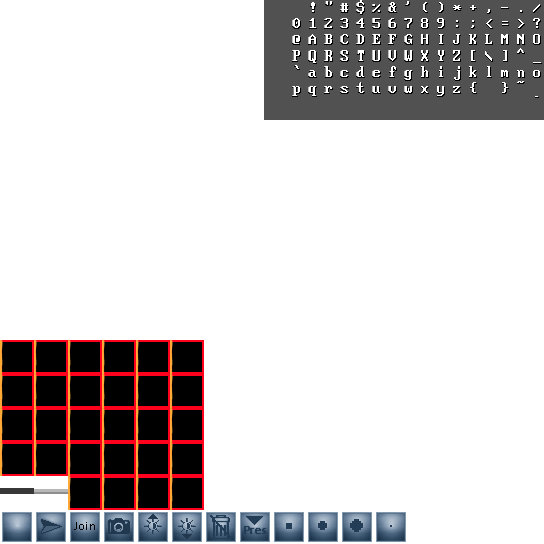 ! " # $ % & ' ( ) * + , - . /
0 1 2 3 4 5 6 7 8 9 : ; < = > ?
@ A B C D E F G H I J K L M N O
P Q R S T U V W X Y Z [ \ ] ^ _
` a b c d e f g h i j k l m n o
p q r s t u v w x y z { } ~
Join
Pres